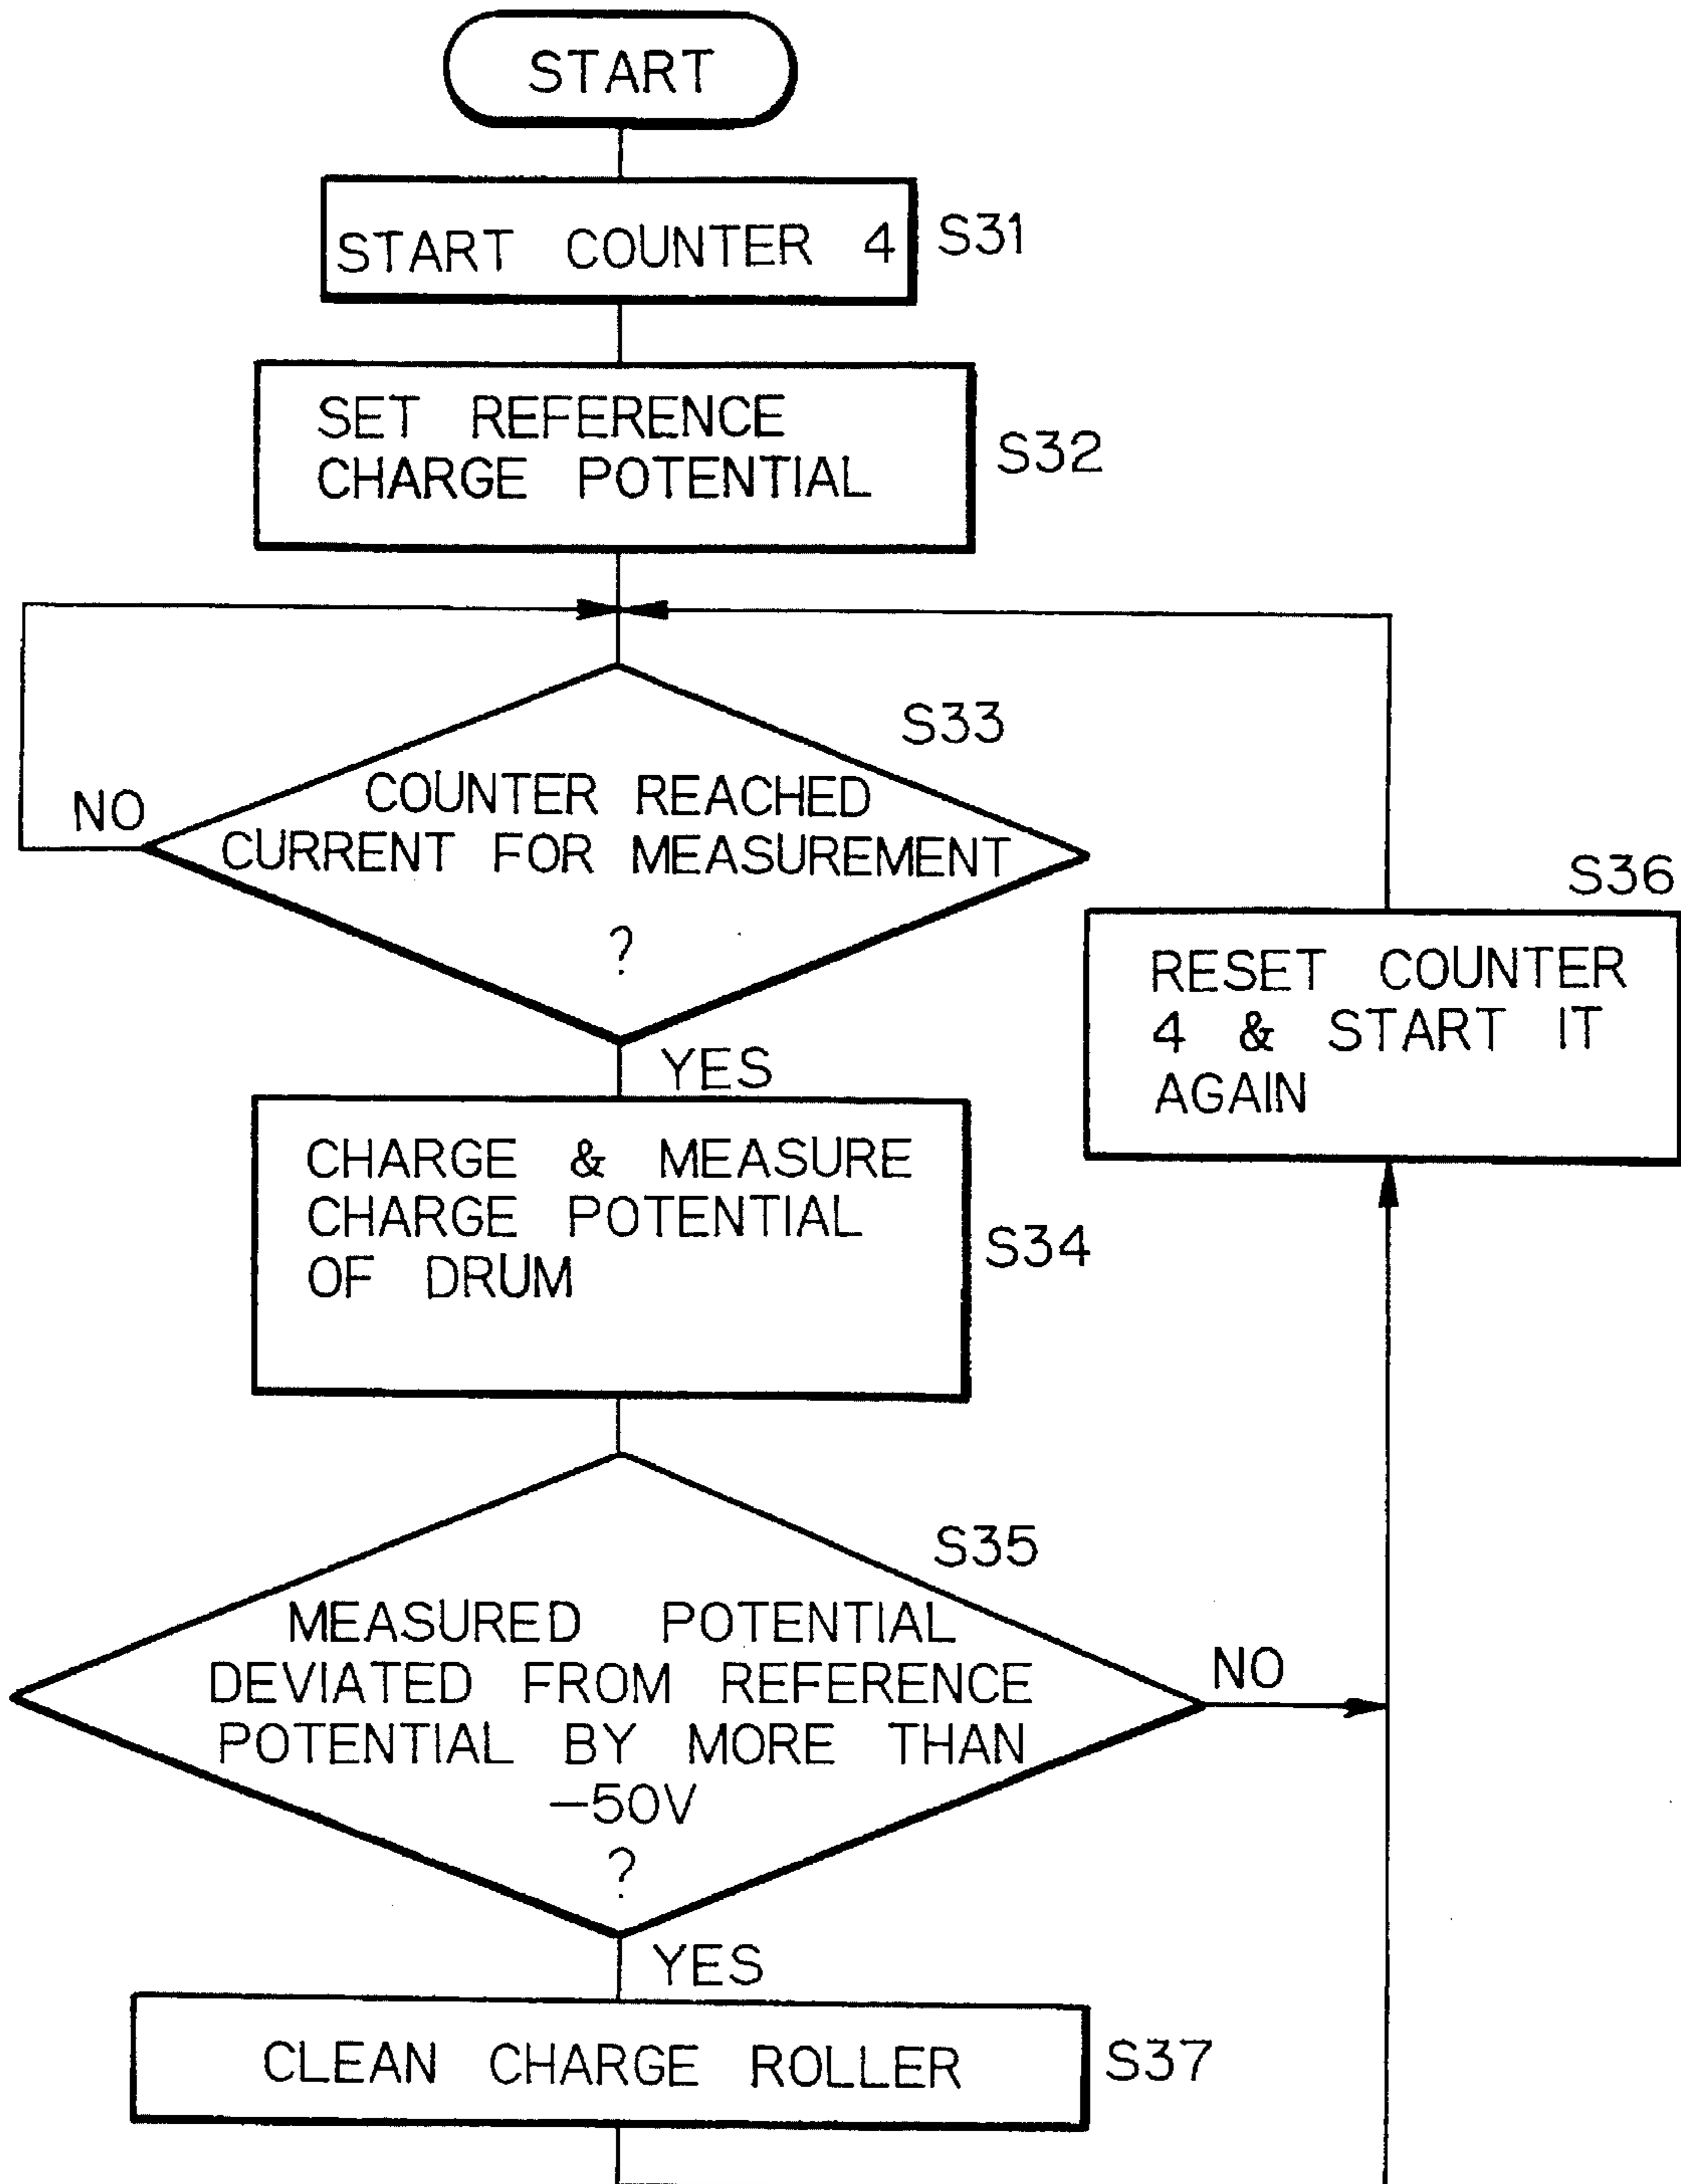 START
START COUNTER 4
S31
SET REFERENCE
CHARGE POTENTIAL
S32
S33
COUNTER REACHED
CURRENT FOR MEASUREMENT
?
NO
YES
S36
RESET COUNTER
4 & START IT
AGAIN
CHARGE & MEASURE
CHARGE POTENTIAL
OF DRUM
S34
S35
MEASURED POTENTIAL
DEVIATED FROM REFERENCE
POTENTIAL BY MORE THAN
-50V
?
NO
YES
CLEAN CHARGE ROLLER
S37